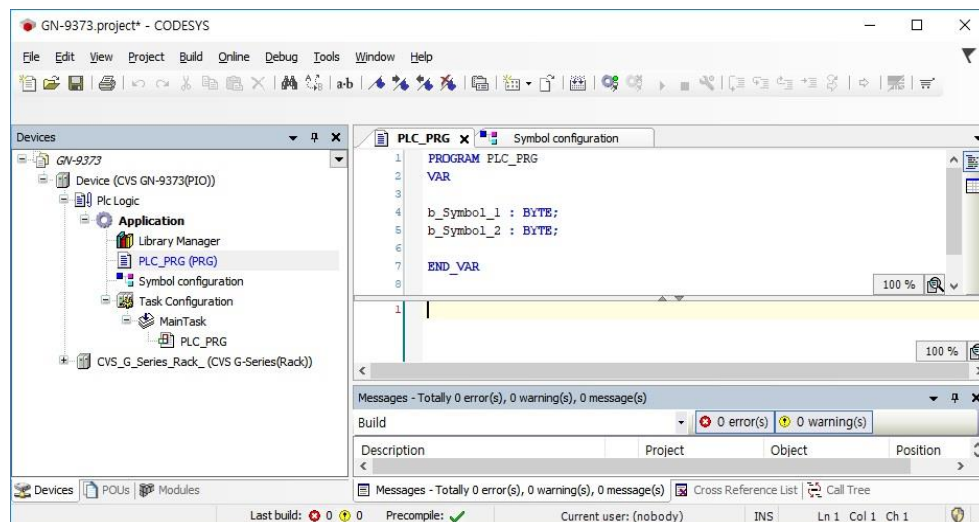 GN-9373.project* - CODESYS
File Edit View Project Build Online Debug Tools Window Help
a-b
Devices
GN-9373
Device (CVS GN-9373(PIO))
Plc Logic
Application
Library Manager
PLC_PRG (PRG)
Symbol configuration
Task Configuration
MainTask
PLC_PRG
CVS_G_Series_Rack_ (CVS G-Series(Rack))
Devices POUs Modules
PLC_PRG Symbol configuration
1 PROGRAM PLC_PRG
2 VAR
3
4 b_Symbol_1 : BYTE;
5 b_Symbol_2 : BYTE;
6
7 END_VAR
8
100 %
1
100 %
Messages - Totally 0 error(s), 0 warning(s), 0 message(s)
Build 0 error(s) 0 warning(s)
Description Project Object Position
Messages - Totally 0 error(s), 0 warning(s), 0 message(s) Cross Reference List Call Tree
Last build: 0 0 Precompile: Current user: (nobody) INS Ln 1 Col 1 Ch 1